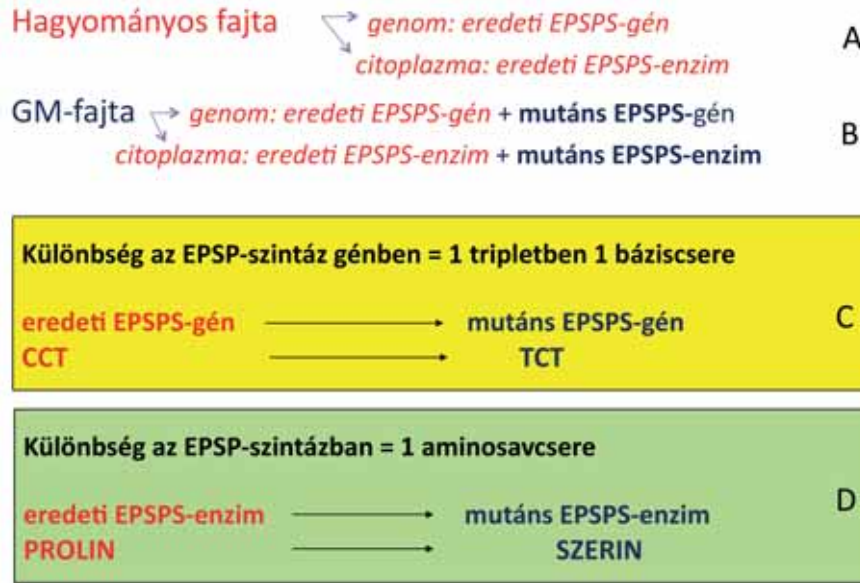 Hagyományos fajta genom: eredeti EPSPS-gén A
citoplazma: eredeti EPSPS-enzim
GM-fajta genom: eredeti EPSPS-gén + mutáns EPSPS-gén B
citoplazma: eredeti EPSPS-enzim + mutáns EPSPS-enzim
Különbség az EPSP-szintáz génben = 1 tripletben 1 báziscsere
eredeti EPSPS-gén mutáns EPSPS-gén C
CCT TCT
Különbség az EPSP-szintázban = 1 aminosavcsere
eredeti EPSPS-enzim mutáns EPSPS-enzim D
PROLIN SZERIN